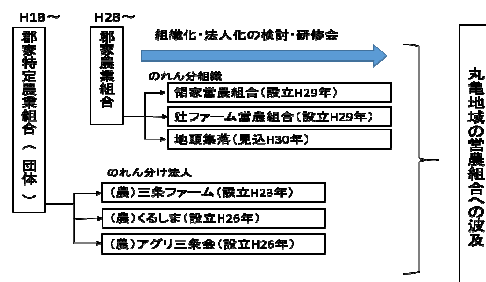 H18～
H28～
郡家特定農業組合（団体）
郡家農業組合
組織化・法人化の検討・研修会
のれん分組織
領家営農組合（設立H29年）
辻ファーム営農組合（設立H29年）
地頭集落（見込H30年）
のれん分け法人
（農）三条ファーム（設立H23年）
（農）くるしま（設立H26年）
（農）アグリ三条会（設立H26年）
丸亀地域の営農組合への波及